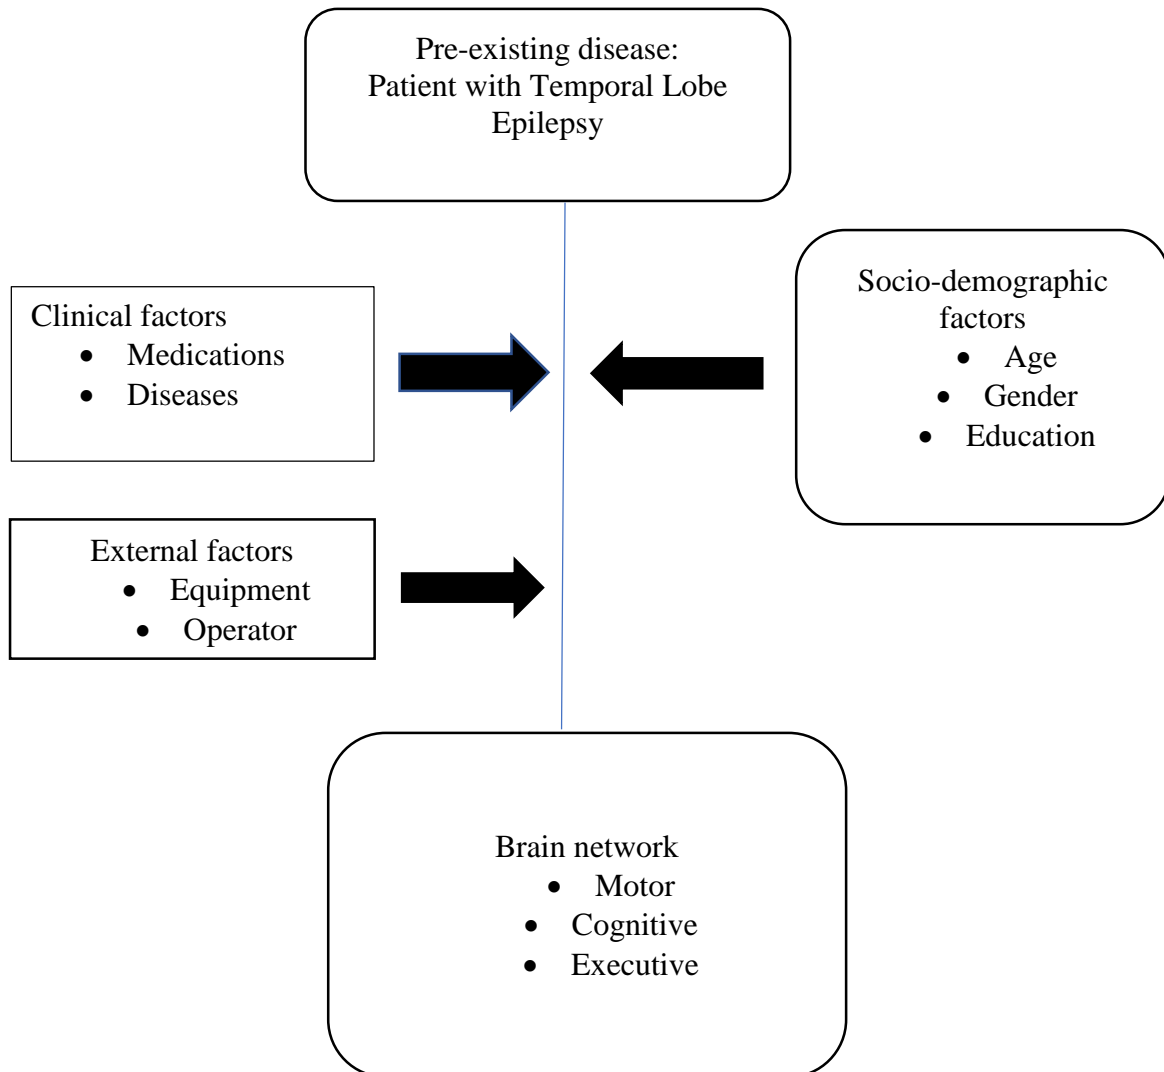 Pre-existing disease:
Patient with Temporal Lobe
Epilepsy
Clinical factors
• Medications
• Diseases
Socio-demographic
factors
• Age
• Gender
• Education
External factors
• Equipment
• Operator
Brain network
• Motor
• Cognitive
• Executive